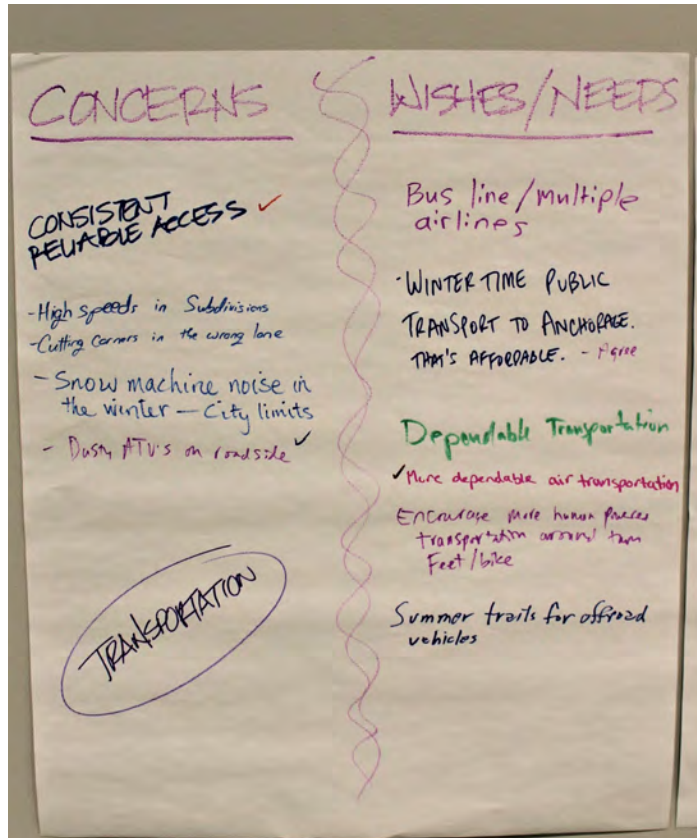 CONCERNS
CONSISTENT
RELIABLE ACCESS ✓
-High speeds in Subdivisions
-Cutting corners in the wrong lane
- Snow machine noise in
the winter — City limits
- Dusty ATV's on roadside ✓
TRANSPORTATION
WISHES/NEEDS
Bus line/multiple
airlines
-WINTER TIME PUBLIC
TRANSPORT TO ANCHORAGE.
THAT'S AFFORDABLE. - Agree
Dependable Transportation
✓More dependable air transportation
Encourage more human
transportation around town
Feet/bike
Summer trails for offroad
vehicles